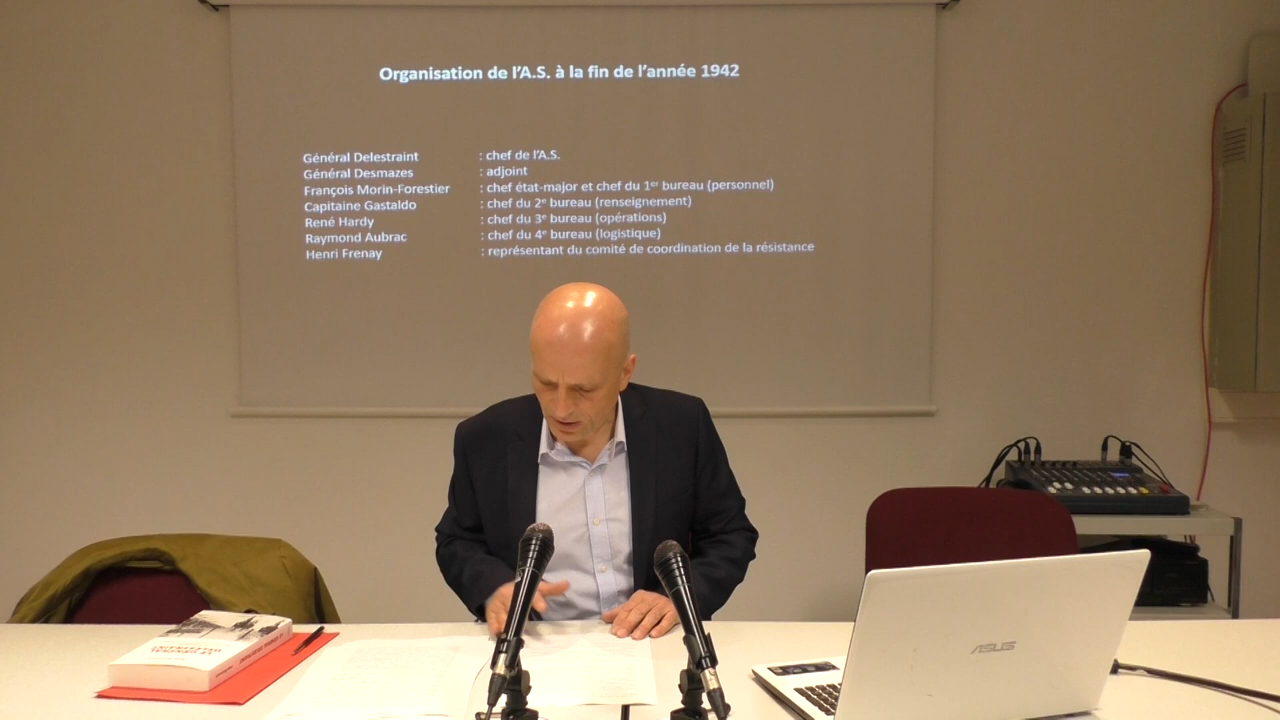 Organisation de l'A.S. à la fin de l'année 1942
Général Delestraint : chef de l'A.S.
Général Desmazes : adjoint
François Morin-Forestier : chef état-major et chef du 1er bureau (personnel)
Capitaine Gastaldo : chef du 2e bureau (renseignement)
René Hardy : chef du 3e bureau (opérations)
Raymond Aubrac : chef du 4e bureau (logistique)
Henri Frenay : représentant du comité de coordination de la résistance
LE GÉNÉRAL
DELESTRAINT
ASUS